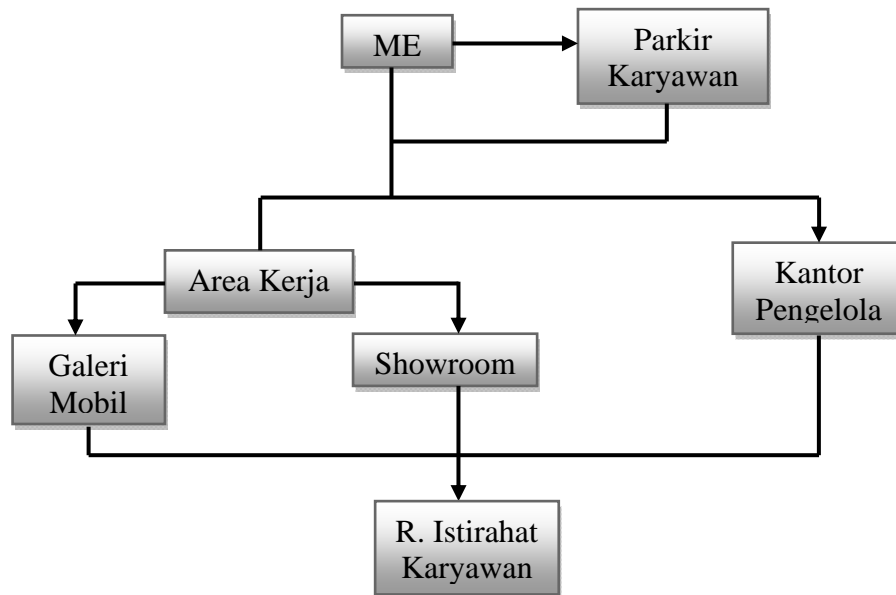 ME
Parkir
Karyawan
Area Kerja
Kantor
Pengelola
Galeri
Mobil
Showroom
R. Istirahat
Karyawan